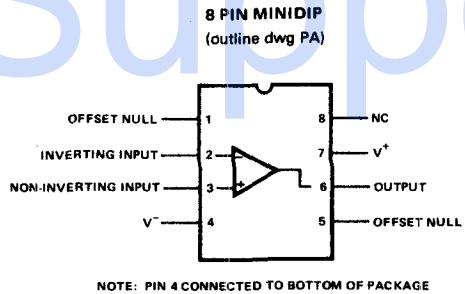 8 PIN MINIDIP
(outline dwg PA)
OFFSET NULL 1 8 NC
INVERTING INPUT 2 - 7 V+
NON-INVERTING INPUT 3 + 6 OUTPUT
V- 4 5 OFFSET NULL
NOTE: PIN 4 CONNECTED TO BOTTOM OF PACKAGE